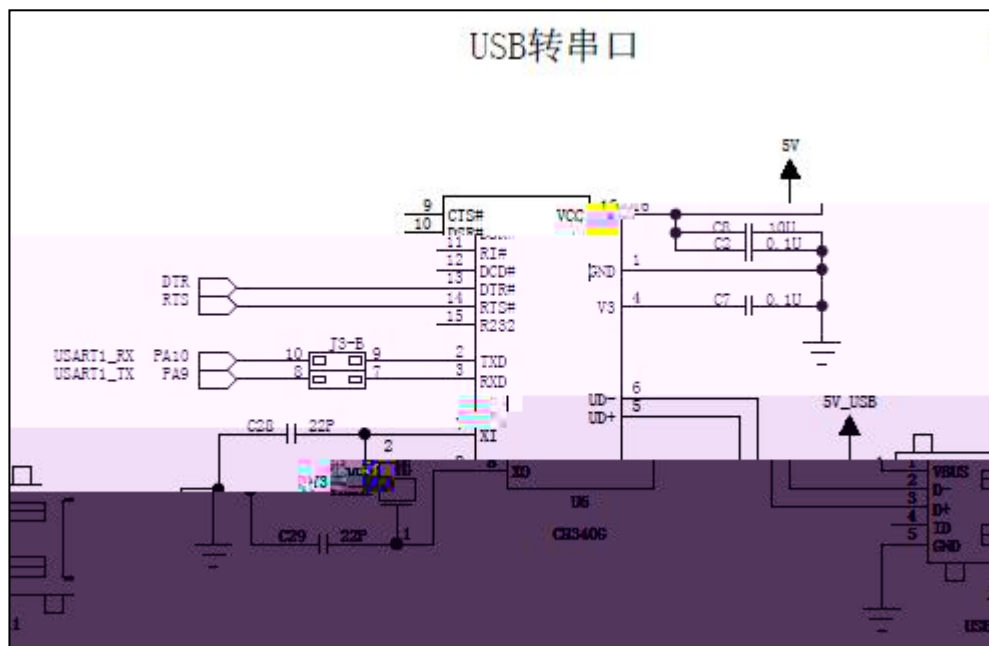 USB转串口
5V
9 CTS# VCC
10
C8 10U
11 RI# C2 0.1U
12 DCD# GND 1
DTR 13 DTR#
RTS 14 RTS# V3 4 C7 0.1U
15 R232
J3-B
USART1_RX PA10 10 9 2 TXD
USART1_TX PA9 8 7 3 RXD
UD- 6
UD+ 5 5V_USB
C28 22P XI
2
Y3 8 XO 1 VBUS
U6 2 D-
3 D+
C29 22P 1 CH340G 4 ID
5 GND
1